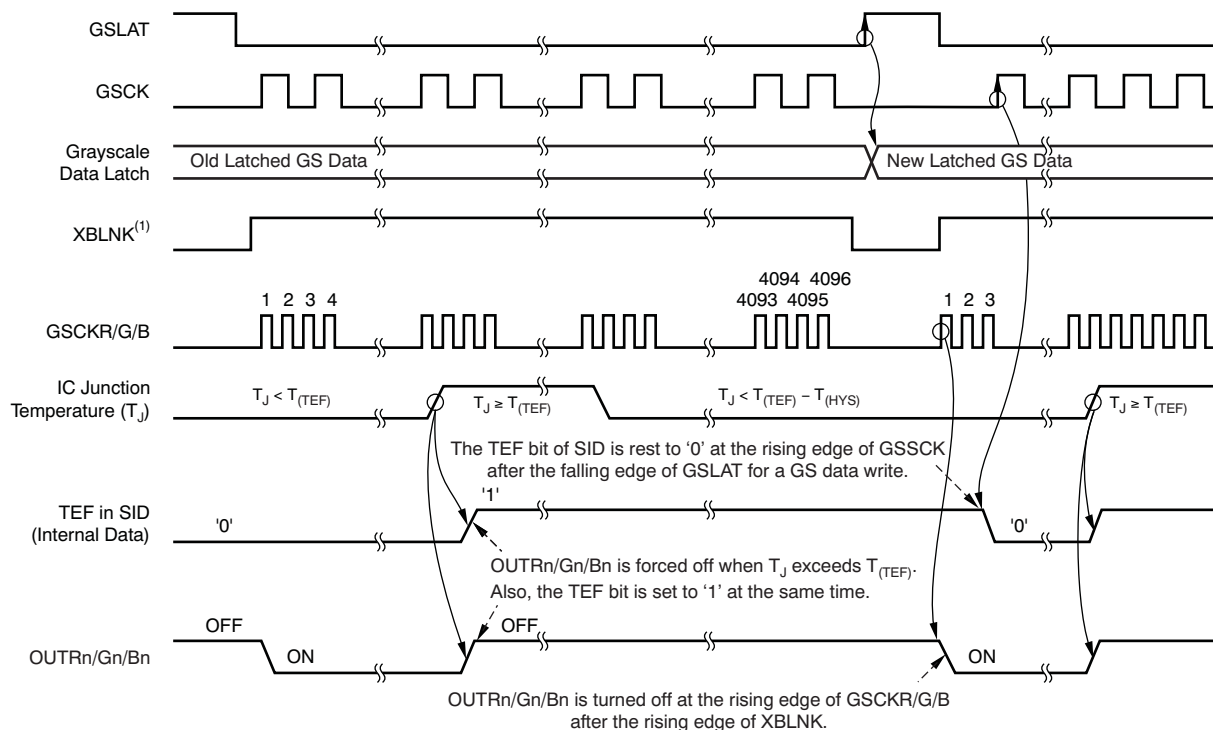 GSLAT
GSCK
Grayscale
Data Latch
Old Latched GS Data
New Latched GS Data
XBLNK(1)
4094 4096
1 2 3 4
4093 4095
1 2 3
GSCKR/G/B
IC Junction
Temperature (TJ)
TJ < T(TEF)
TJ ≥ T(TEF)
TJ < T(TEF) – T(HYS)
TJ ≥ T(TEF)
The TEF bit of SID is rest to ‘0’ at the rising edge of GSSCK
after the falling edge of GSLAT for a GS data write.
TEF in SID
(Internal Data)
'0'
'1'
'0'
OUTRn/Gn/Bn is forced off when TJ exceeds T(TEF).
Also, the TEF bit is set to ‘1’ at the same time.
OUTRn/Gn/Bn
OFF
ON
OFF
ON
OUTRn/Gn/Bn is turned off at the rising edge of GSCKR/G/B
after the rising edge of XBLNK.